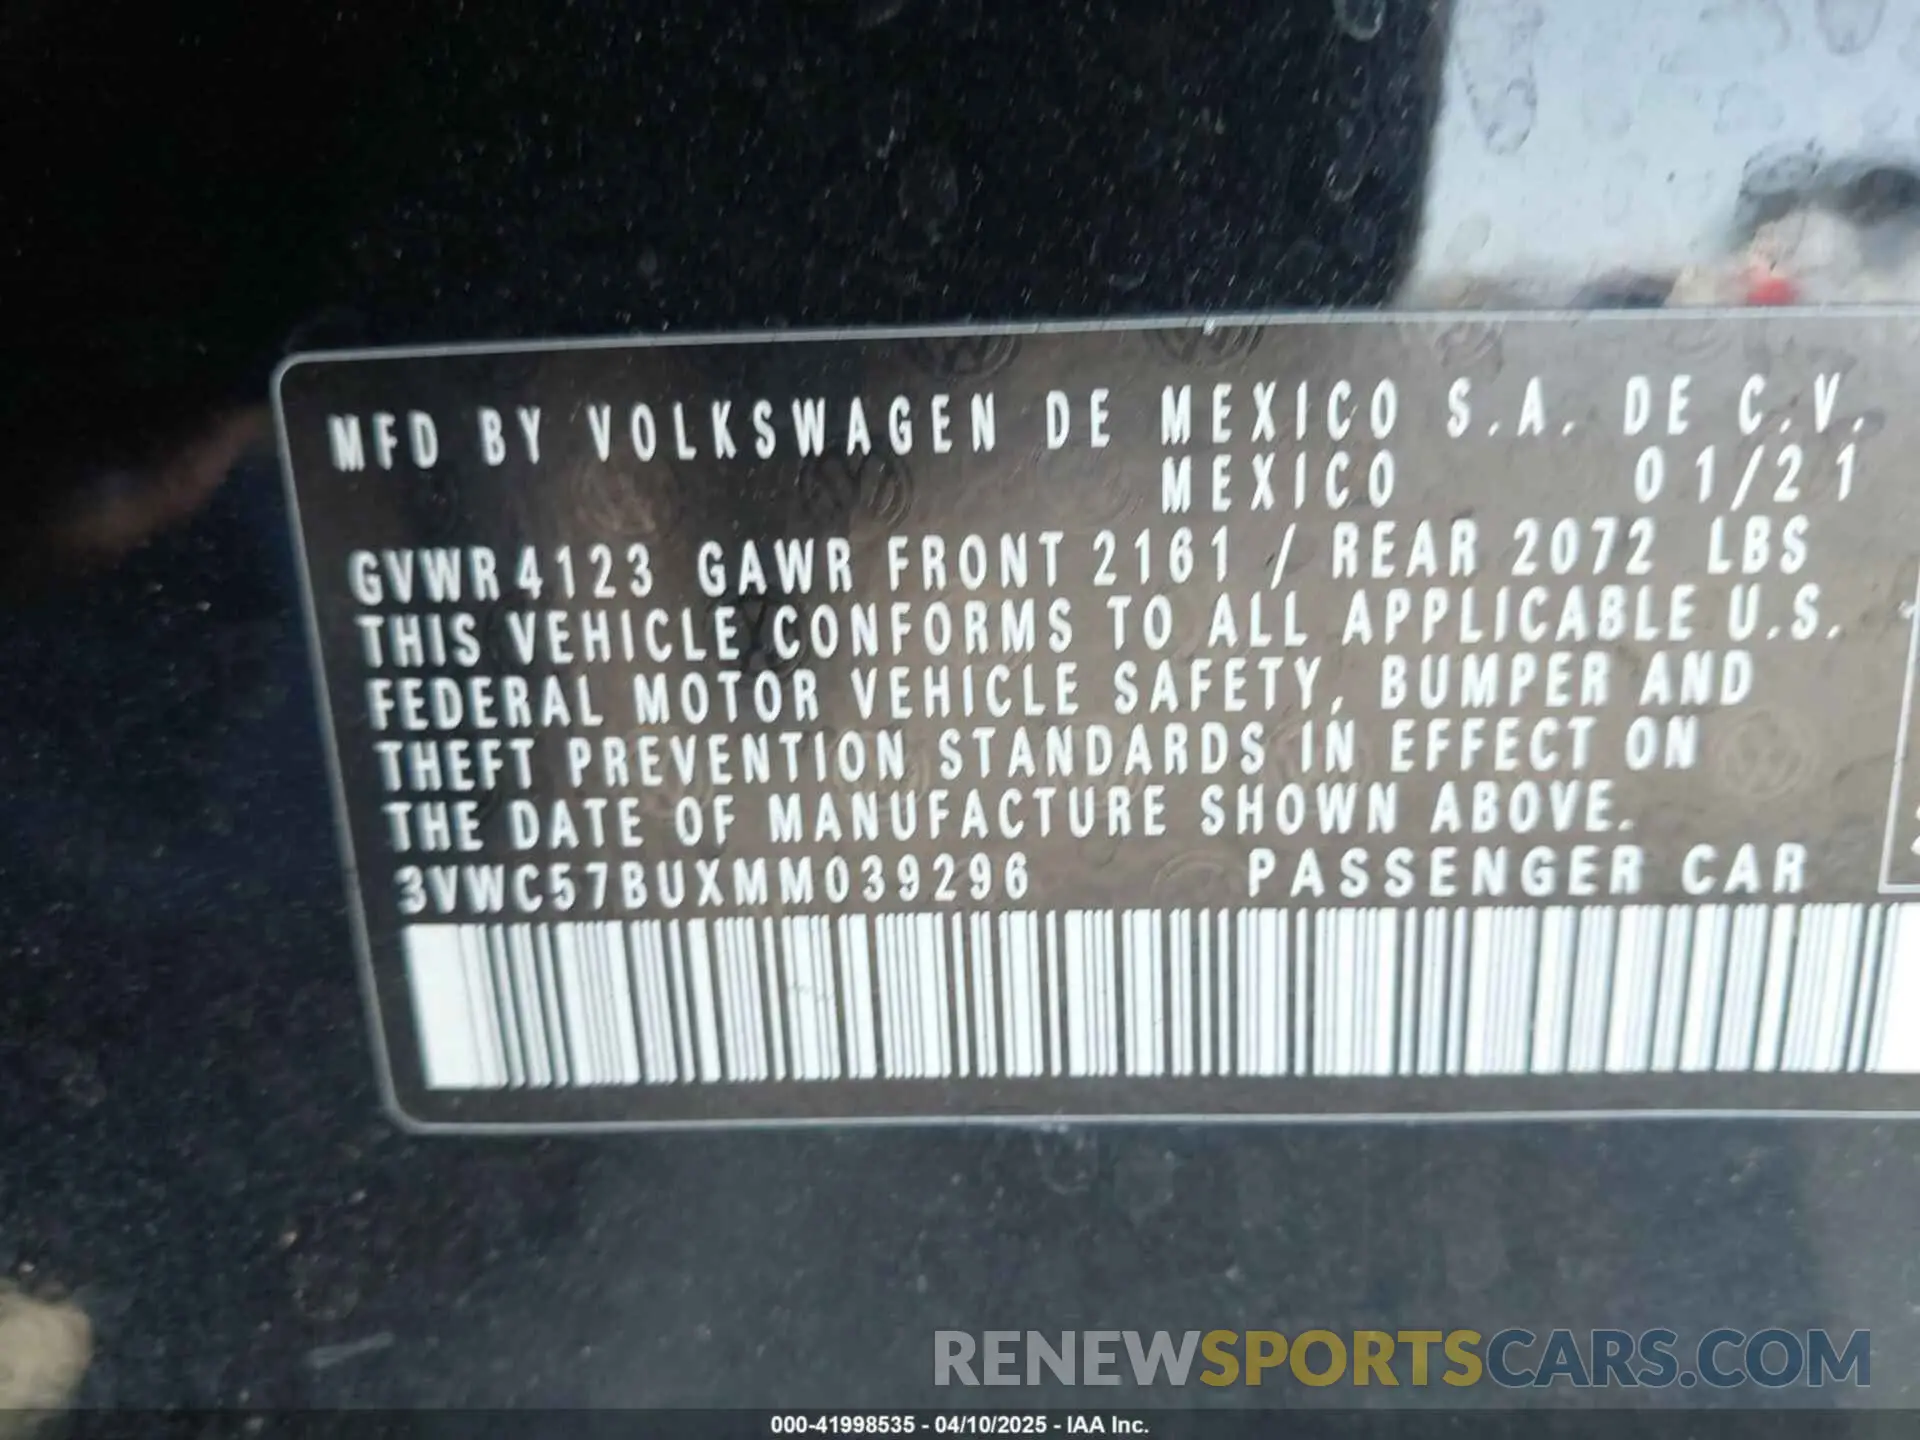 MFD BY VOLKSWAGEN DE MEXICO S.A. DE C.V.
MEXICO 01/21
GVWR 4123 GAWR FRONT 2161 / REAR 2072 LBS
THIS VEHICLE CONFORMS TO ALL APPLICABLE U.S.
FEDERAL MOTOR VEHICLE SAFETY, BUMPER AND
THEFT PREVENTION STANDARDS IN EFFECT ON
THE DATE OF MANUFACTURE SHOWN ABOVE.
3VWC57BUXMM039296 PASSENGER CAR
RENEWSPORTSCARS.COM
000-41998535 - 04/10/2025 - IAA Inc.